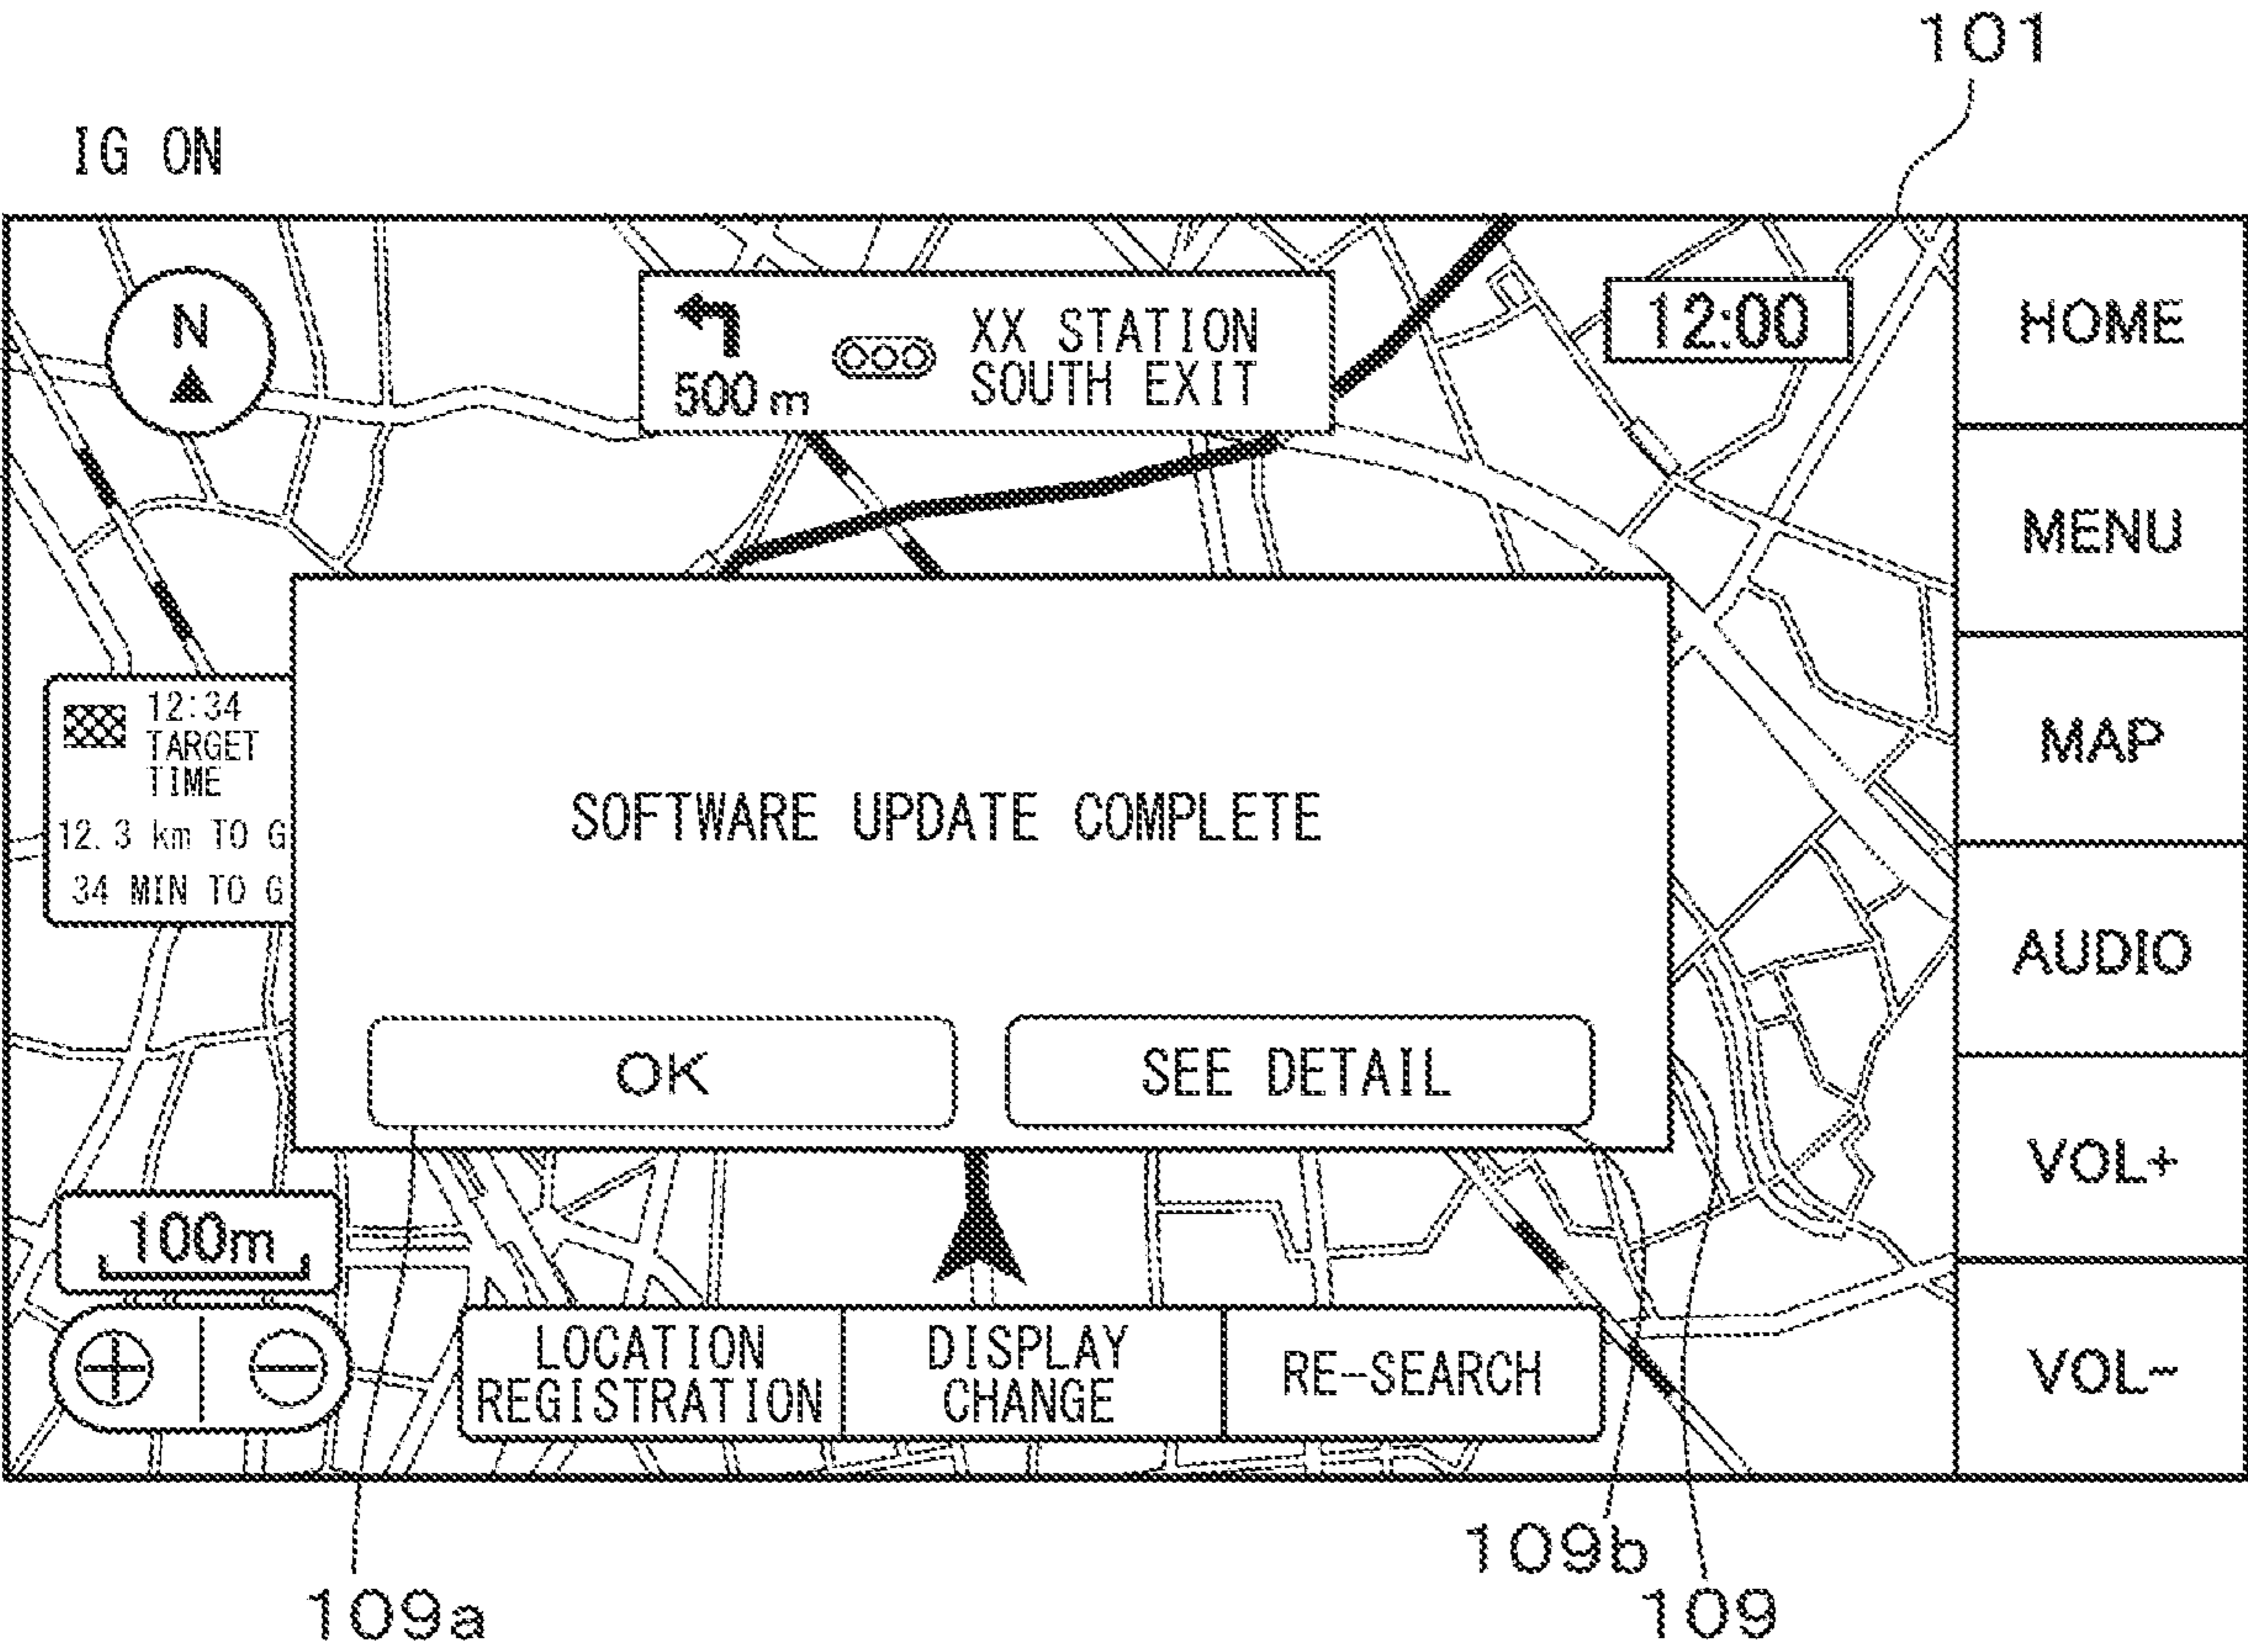 101
IG ON
N
500 m
XX STATION
SOUTH EXIT
12:00
HOME
MENU
MAP
AUDIO
VOL+
VOL-
12:34
TARGET
TIME
12.3 km TO G
34 MIN TO G
SOFTWARE UPDATE COMPLETE
OK
SEE DETAIL
100m
LOCATION
REGISTRATION
DISPLAY
CHANGE
RE-SEARCH
109b
109
109a